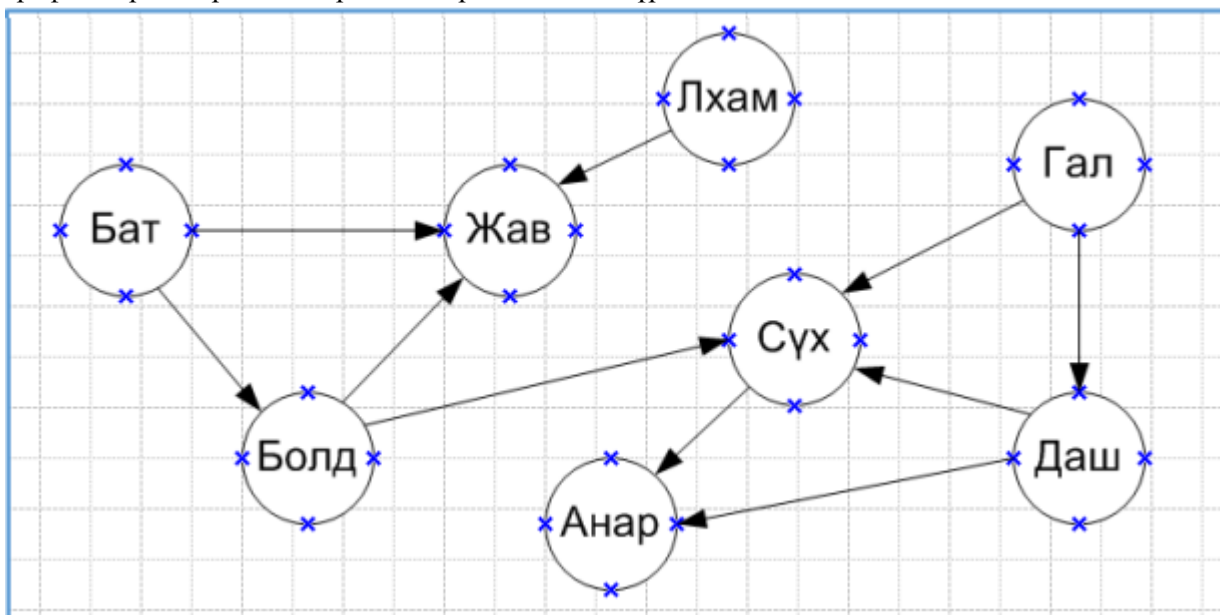 Лхам
Гал
Бат
Жав
Сүх
Болд
Даш
Анар